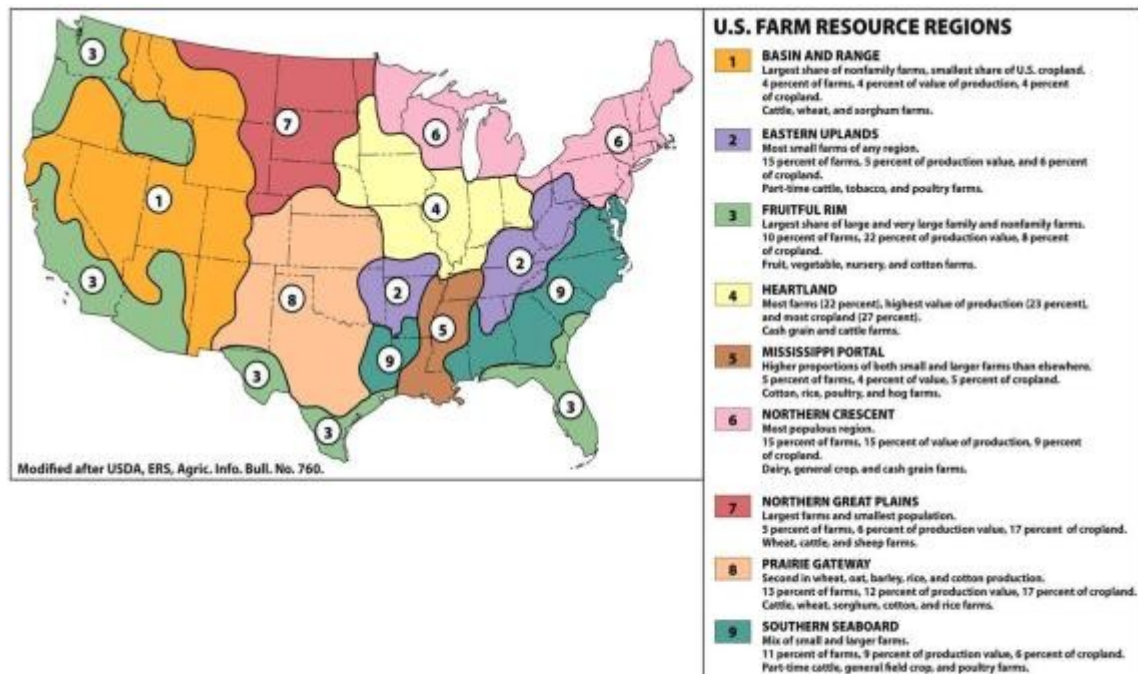 3
7
6
6
1
4
2
2
8
5
9
9
3
3
3
3
Modified after USDA, ERS, Agric. Info. Bull. No. 760.
U.S. FARM RESOURCE REGIONS
1 BASIN AND RANGE
Largest share of nonfamily farms, smallest share of U.S. cropland.
4 percent of farms, 4 percent of value of production, 4 percent
of cropland.
Cattle, wheat, and sorghum farms.
2 EASTERN UPLANDS
Most small farms of any region.
15 percent of farms, 5 percent of production value, and 6 percent
of cropland.
Part-time cattle, tobacco, and poultry farms.
3 FRUITFUL RIM
Largest share of large and very large family and nonfamily farms.
10 percent of farms, 22 percent of production value, 8 percent
of cropland.
Fruit, vegetable, nursery, and cotton farms.
4 HEARTLAND
Most farms (22 percent), highest value of production (23 percent),
and most cropland (27 percent).
Cash grain and cattle farms.
5 MISSISSIPPI PORTAL
Higher proportions of both small and larger farms than elsewhere.
5 percent of farms, 4 percent of value, 5 percent of cropland.
Cotton, rice, poultry, and hog farms.
6 NORTHERN CRESCENT
Most populous region.
15 percent of farms, 15 percent of value of production, 9 percent
of cropland.
Dairy, general crop, and cash grain farms.
7 NORTHERN GREAT PLAINS
Largest farms and smallest population.
5 percent of farms, 6 percent of production value, 17 percent of cropland.
Wheat, cattle, and sheep farms.
8 PRAIRIE GATEWAY
Second in wheat, oat, barley, rice, and cotton production.
13 percent of farms, 12 percent of production value, 17 percent of cropland.
Cattle, wheat, sorghum, cotton, and rice farms.
9 SOUTHERN SEABOARD
Mix of small and larger farms.
11 percent of farms, 9 percent of production value, 6 percent of cropland.
Part-time cattle, general field crop, and poultry farms.